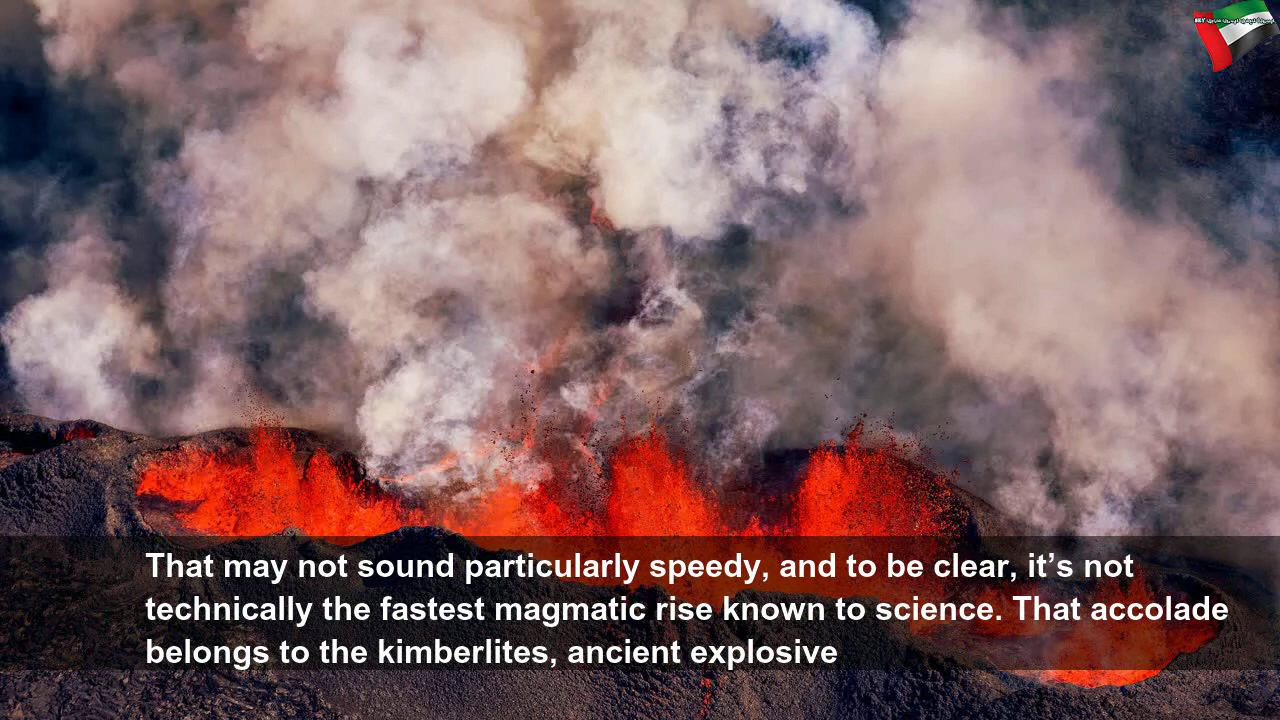 That may not sound particularly speedy, and to be clear, it’s not
technically the fastest magmatic rise known to science. That accolade
belongs to the kimberlites, ancient explosive